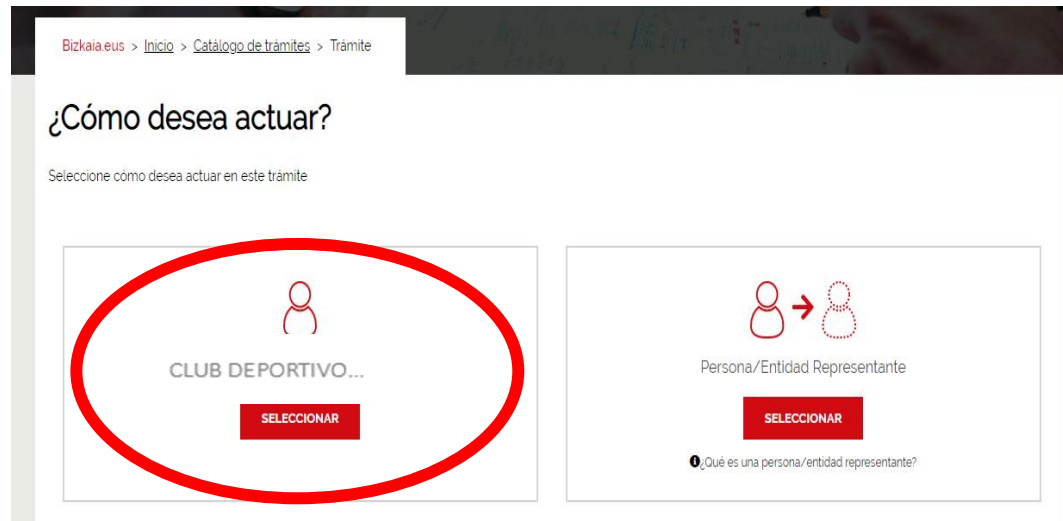 Bizkaia.eus > Inicio > Catálogo de trámites > Trámite
¿Cómo desea actuar?
Seleccione cómo desea actuar en este trámite
CLUB DEPORTIVO...
SELECCIONAR
Persona/Entidad Representante
SELECCIONAR
¿Qué es una persona/entidad representante?